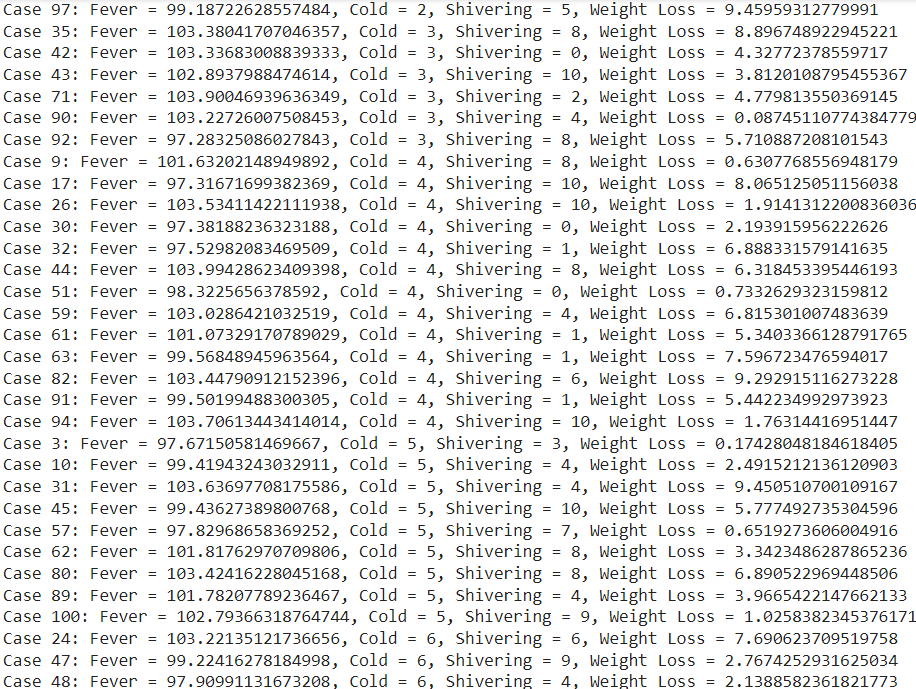 Case 97: Fever = 99.18722628557484, Cold = 2, Shivering = 5, Weight Loss = 9.45959312779991
Case 35: Fever = 103.38041707046357, Cold = 3, Shivering = 8, Weight Loss = 8.896748922945221
Case 42: Fever = 103.33683008839333, Cold = 3, Shivering = 0, Weight Loss = 4.32772378559717
Case 43: Fever = 102.8937988474614, Cold = 3, Shivering = 10, Weight Loss = 3.8120108795455367
Case 71: Fever = 103.90046939636349, Cold = 3, Shivering = 2, Weight Loss = 4.779813550369145
Case 90: Fever = 103.22726007508453, Cold = 3, Shivering = 4, Weight Loss = 0.08745110774384779
Case 92: Fever = 97.28325086027843, Cold = 3, Shivering = 8, Weight Loss = 5.710887208101543
Case 9: Fever = 101.63202148949892, Cold = 4, Shivering = 8, Weight Loss = 0.6307768556948179
Case 17: Fever = 97.31671699382369, Cold = 4, Shivering = 10, Weight Loss = 8.065125051156038
Case 26: Fever = 103.53411422111938, Cold = 4, Shivering = 10, Weight Loss = 1.9141312200836036
Case 30: Fever = 97.38188236323188, Cold = 4, Shivering = 0, Weight Loss = 2.193915956222626
Case 32: Fever = 97.52982083469509, Cold = 4, Shivering = 1, Weight Loss = 6.888331579141635
Case 44: Fever = 103.99428623409398, Cold = 4, Shivering = 8, Weight Loss = 6.318453395446193
Case 51: Fever = 98.3225656378592, Cold = 4, Shivering = 0, Weight Loss = 0.7332629323159812
Case 59: Fever = 103.0286421032519, Cold = 4, Shivering = 4, Weight Loss = 6.815301007483639
Case 61: Fever = 101.07329170789029, Cold = 4, Shivering = 1, Weight Loss = 5.3403366128791765
Case 63: Fever = 99.56848945963564, Cold = 4, Shivering = 1, Weight Loss = 7.596723476594017
Case 82: Fever = 103.44790912152396, Cold = 4, Shivering = 6, Weight Loss = 9.292915116273228
Case 91: Fever = 99.50199488300305, Cold = 4, Shivering = 1, Weight Loss = 5.442234992973923
Case 94: Fever = 103.70613443414014, Cold = 4, Shivering = 10, Weight Loss = 1.76314416951447
Case 3: Fever = 97.67150581469667, Cold = 5, Shivering = 3, Weight Loss = 0.17428048184618405
Case 10: Fever = 99.41943243032911, Cold = 5, Shivering = 4, Weight Loss = 2.4915212136120903
Case 31: Fever = 103.63697708175586, Cold = 5, Shivering = 4, Weight Loss = 9.450510700109167
Case 45: Fever = 99.43627389800768, Cold = 5, Shivering = 10, Weight Loss = 5.777492735304596
Case 57: Fever = 97.82968658369252, Cold = 5, Shivering = 7, Weight Loss = 0.6519273606004916
Case 62: Fever = 101.81762970709806, Cold = 5, Shivering = 8, Weight Loss = 3.3423486287865236
Case 80: Fever = 103.42416228045168, Cold = 5, Shivering = 8, Weight Loss = 6.890522969448506
Case 89: Fever = 101.78207789236467, Cold = 5, Shivering = 4, Weight Loss = 3.9665422147662133
Case 100: Fever = 102.79366318764744, Cold = 5, Shivering = 9, Weight Loss = 1.0258382345376171
Case 24: Fever = 103.22135121736656, Cold = 6, Shivering = 6, Weight Loss = 7.690623709519758
Case 47: Fever = 99.22416278184998, Cold = 6, Shivering = 9, Weight Loss = 2.7674252931625034
Case 48: Fever = 97.90991131673208, Cold = 6, Shivering = 4, Weight Loss = 2.1388582361821773